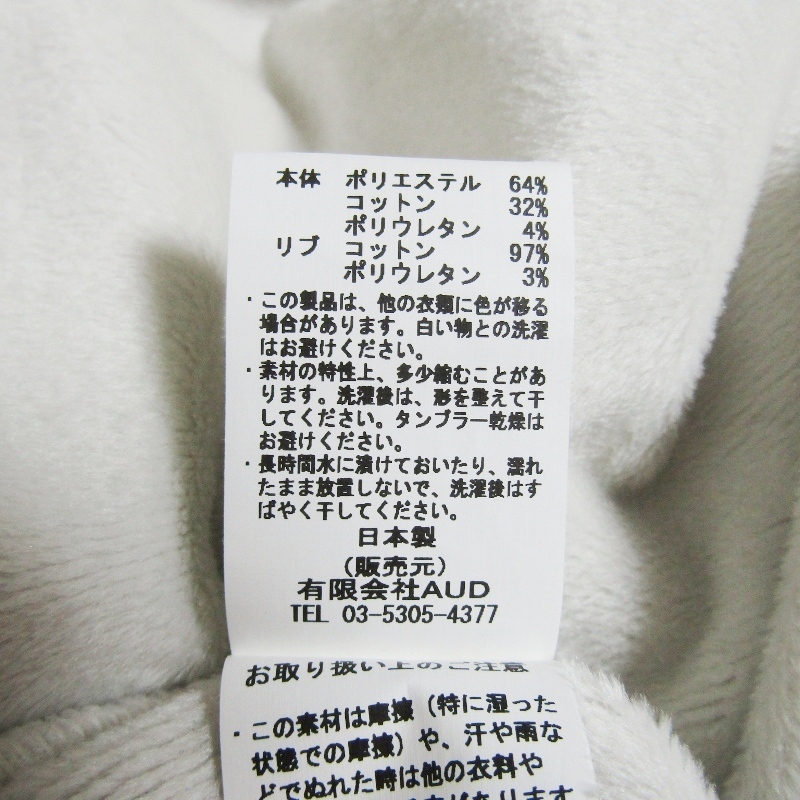 本体 ポリエステル 64%
コットン 32%
ポリウレタン 4%
リブ コットン 97%
ポリウレタン 3%
・この製品は、他の衣類に色が移る
場合があります。白い物との洗濯
はお避けください。
・素材の特性上、多少縮むことがあ
ります。洗濯後は、形を整えて干
してください。タンブラー乾燥は
お避けください。
・長時間水に漬けておいたり、濡れ
たまま放置しないで、洗濯後はす
ばやく干してください。
日本製
(販売元)
有限会社AUD
TEL 03-5305-4377
お取り扱い上のご注意
・この素材は摩擦(特に湿った
状態での摩擦)や、汗や雨な
どでぬれた時は他の衣料や